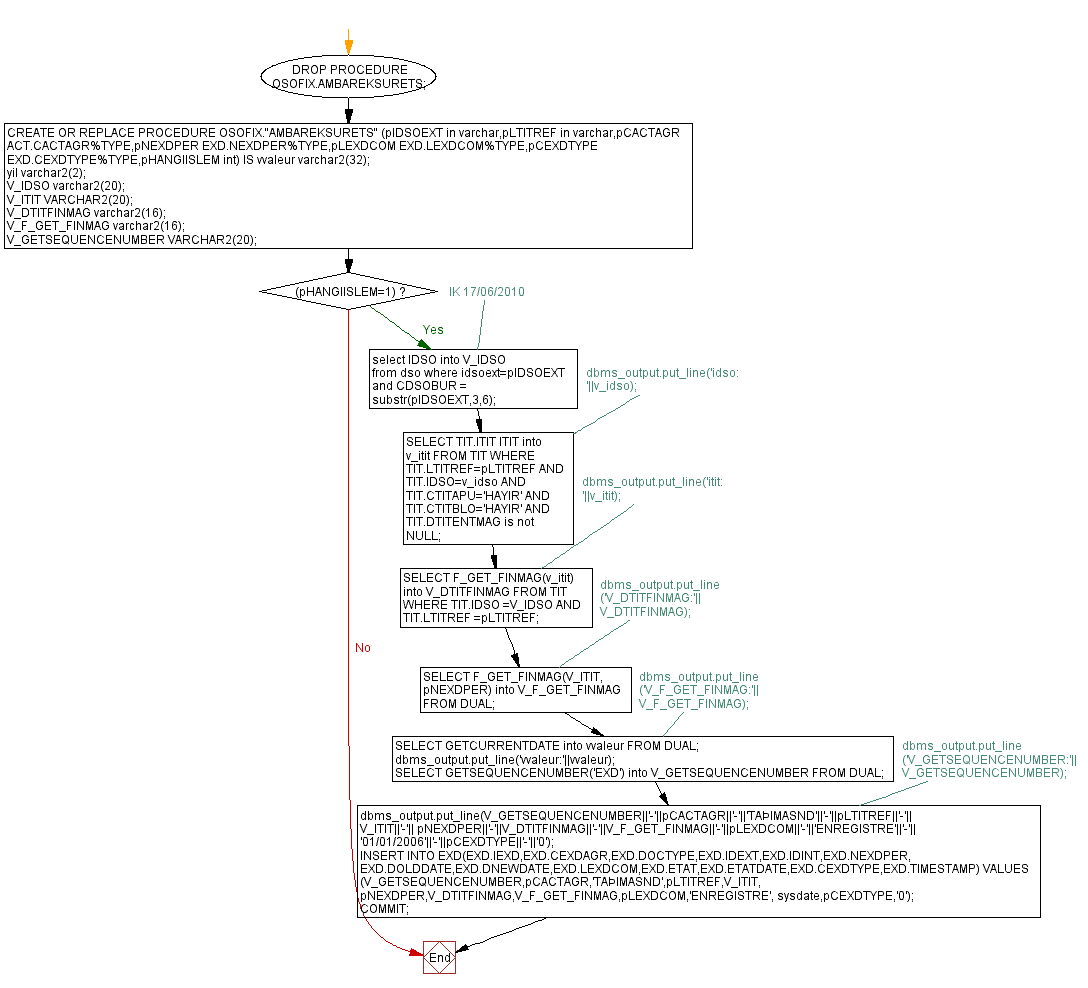 DROP PROCEDURE
OSOFIX.AMBAREKSURETS;
CREATE OR REPLACE PROCEDURE OSOFIX."AMBAREKSURETS" (pIDSOEXT in varchar,pLTITREF in varchar,pCACTAGR
ACT.CACTAGR%TYPE,pNEXDPER EXD.NEXDPER%TYPE,pLEXDCOM EXD.LEXDCOM%TYPE,pCEXDTYPE
EXD.CEXDTYPE%TYPE,pHANGIISLEM int) IS vvaleur varchar2(32);
yil varchar2(2);
V_IDSO varchar2(20);
V_ITIT VARCHAR2(20);
V_DTITFINMAG varchar2(16);
V_F_GET_FINMAG varchar2(16);
V_GETSEQUENCENUMBER VARCHAR2(20);
(pHANGIISLEM=1) ?
IK 17/06/2010
Yes
select IDSO into V_IDSO
from dso where idsoext=pIDSOEXT
and CDSOBUR =
substr(pIDSOEXT,3,6);
dbms_output.put_line('idso:
'||v_idso);
SELECT TIT.ITIT ITIT into
v_itit FROM TIT WHERE
TIT.LTITREF=pLTITREF AND
TIT.IDSO=v_idso AND
TIT.CTITAPU='HAYIR' AND
TIT.CTITBLO='HAYIR' AND
TIT.DTITENTMAG is not
NULL;
dbms_output.put_line('itit:
'||v_itit);
SELECT F_GET_FINMAG(v_itit)
into V_DTITFINMAG FROM TIT
WHERE TIT.IDSO =V_IDSO AND
TIT.LTITREF =pLTITREF;
dbms_output.put_line
('V_DTITFINMAG:'||
V_DTITFINMAG);
No
SELECT F_GET_FINMAG(V_ITIT,
pNEXDPER) into V_F_GET_FINMAG
FROM DUAL;
dbms_output.put_line
('V_F_GET_FINMAG:'||
V_F_GET_FINMAG);
SELECT GETCURRENTDATE into vvaleur FROM DUAL;
dbms_output.put_line('vvaleur:'||vvaleur);
SELECT GETSEQUENCENUMBER('EXD') into V_GETSEQUENCENUMBER FROM DUAL;
dbms_output.put_line
('V_GETSEQUENCENUMBER:'||
V_GETSEQUENCENUMBER);
dbms_output.put_line(V_GETSEQUENCENUMBER||'-'||pCACTAGR||'-'||'TAÞIMASND'||'-'||pLTITREF||'-'||
V_ITIT||'-'|| pNEXDPER||'-'||V_DTITFINMAG||'-'||V_F_GET_FINMAG||'-'||pLEXDCOM||'-'||'ENREGISTRE'||'-'||
'01/01/2006'||'-'||pCEXDTYPE||'-'||'0');
INSERT INTO EXD(EXD.IEXD,EXD.CEXDAGR,EXD.DOCTYPE,EXD.IDEXT,EXD.IDINT,EXD.NEXDPER,
EXD.DOLDDATE,EXD.DNEWDATE,EXD.LEXDCOM,EXD.ETAT,EXD.ETATDATE,EXD.CEXDTYPE,EXD.TIMESTAMP) VALUES
(V_GETSEQUENCENUMBER,pCACTAGR,'TAÞIMASND',pLTITREF,V_ITIT,
pNEXDPER,V_DTITFINMAG,V_F_GET_FINMAG,pLEXDCOM,'ENREGISTRE', sysdate,pCEXDTYPE,'0');
COMMIT;
End